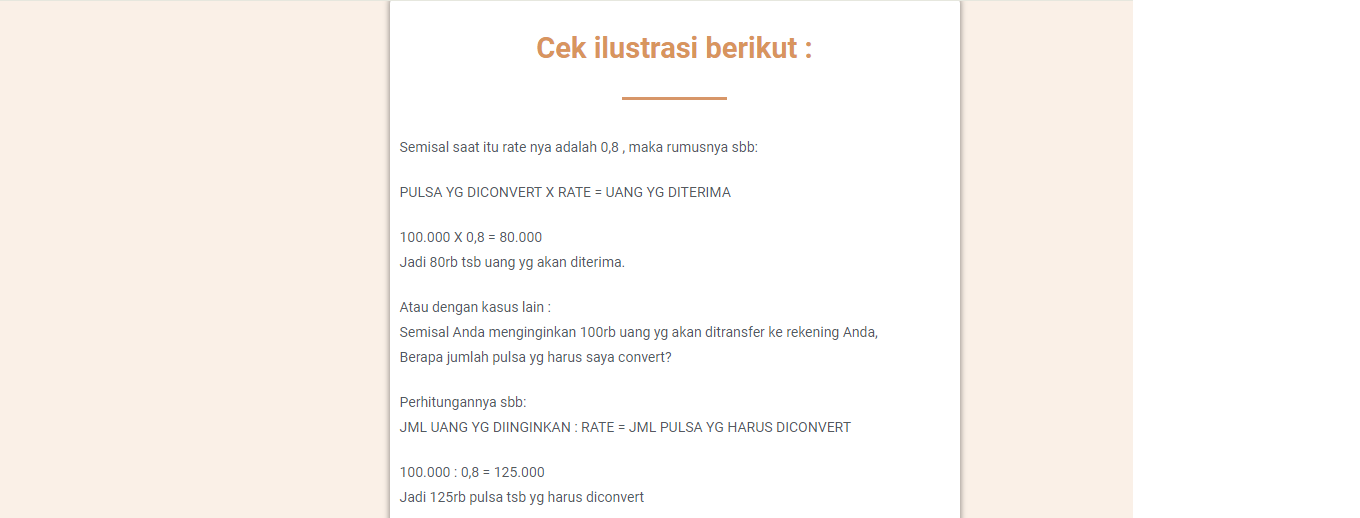 Cek ilustrasi berikut :
Semisal saat itu rate nya adalah 0,8 , maka rumusnya sbb:
PULSA YG DICONVERT X RATE = UANG YG DITERIMA
100.000 X 0,8 = 80.000
Jadi 80rb tsb uang yg akan diterima.
Atau dengan kasus lain :
Semisal Anda menginginkan 100rb uang yg akan ditransfer ke rekening Anda,
Berapa jumlah pulsa yg harus saya convert?
Perhitungannya sbb:
JML UANG YG DIINGINKAN : RATE = JML PULSA YG HARUS DICONVERT
100.000 : 0,8 = 125.000
Jadi 125rb pulsa tsb yg harus diconvert